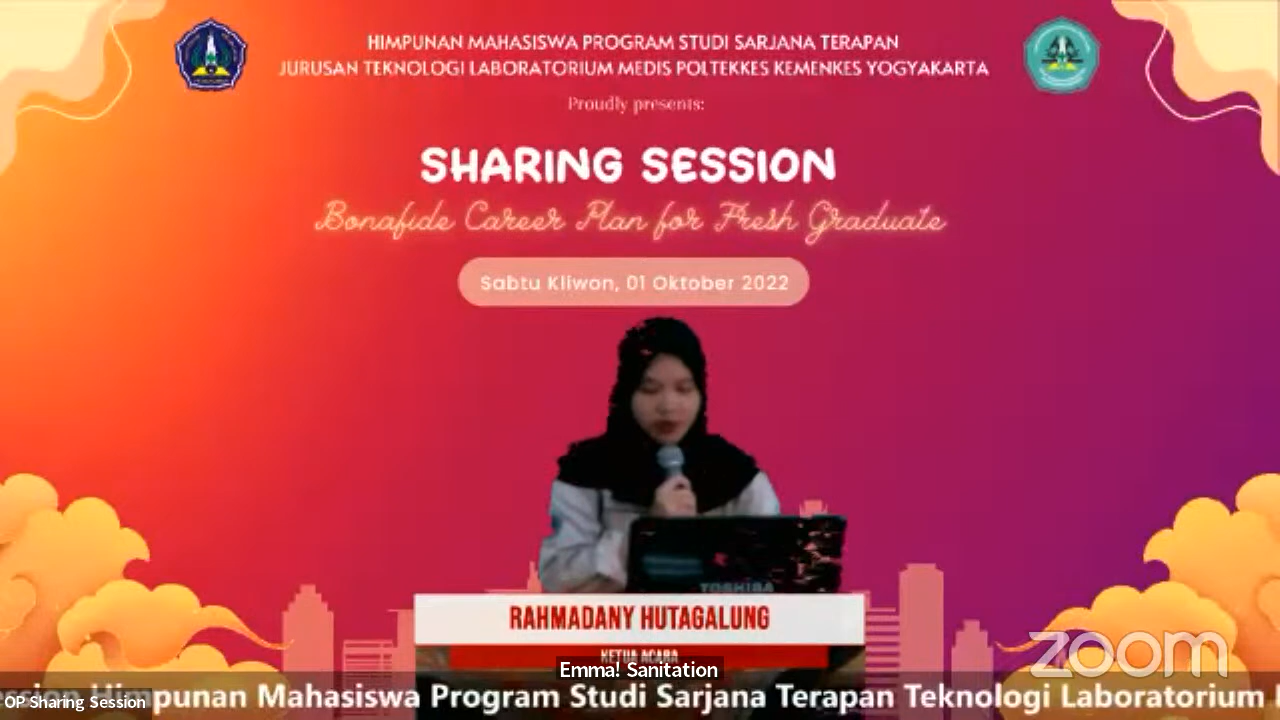 HIMPUNAN MAHASISWA PROGRAM STUDI SARJANA TERAPAN
JURUSAN TEKNOLOGI LABORATORIUM MEDIS POLTEKKES KEMENKES YOGYAKARTA
Proudly presents:
SHARING SESSION
Bonafide Career Plan for Fresh Graduate
Sabtu Kliwon, 01 Oktober 2022
TOSHIBA
RAHMADANY HUTAGALUNG
KETUA ACARA
zoom
Emma! Sanitation
Himpunan Mahasiswa Program Studi Sarjana Terapan Teknologi Laboratorium
OP Sharing Session